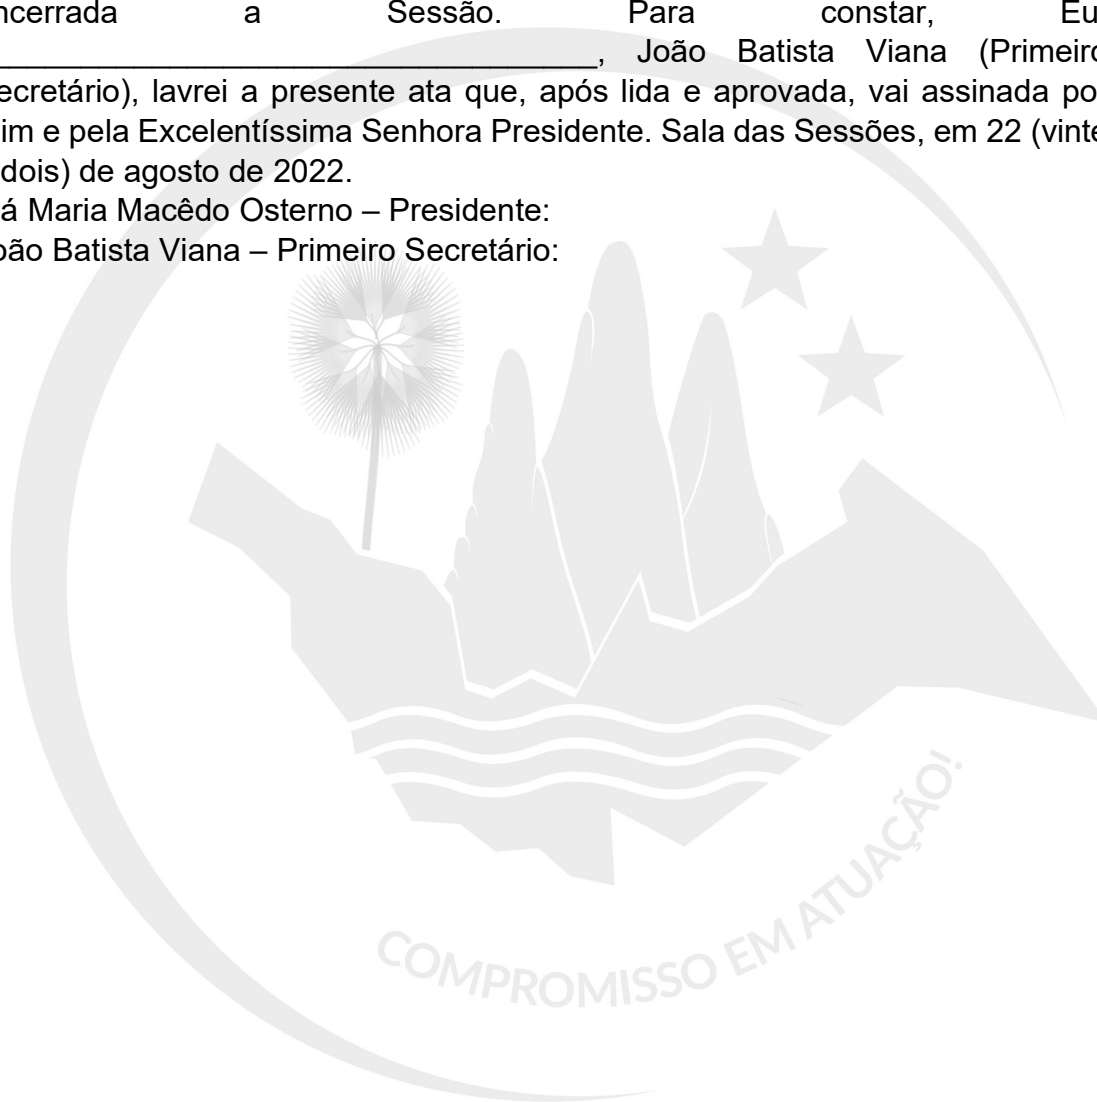 ncerrada a Sessão. Para constar, Eu
___________________________________, João Batista Viana (Primeiro
ecretário), lavrei a presente ata que, após lida e aprovada, vai assinada po
im e pela Excelentíssima Senhora Presidente. Sala das Sessões, em 22 (vinte
dois) de agosto de 2022.
á Maria Macêdo Osterno – Presidente:
oão Batista Viana – Primeiro Secretário:
COMPROMISSO EM ATUAÇÃO!